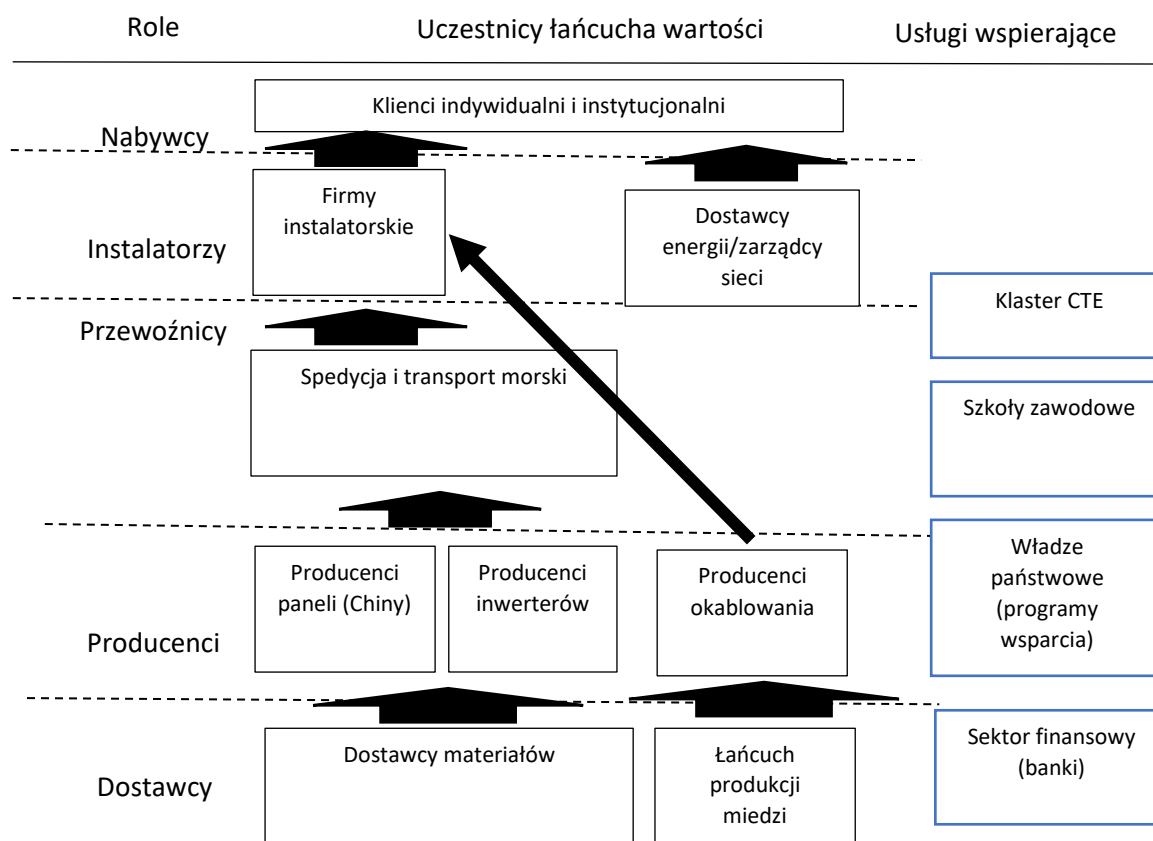 Role
Uczestnicy łańcucha wartości
Usługi wspierające
Klienci indywidualni i instytucjonalni
Nabywcy
Firmy
instalatorskie
Dostawcy
energii/zarządcy
sieci
Instalatorzy
Klaster CTE
Przewoźnicy
Spedycja i transport morski
Szkoły zawodowe
Producenci
paneli (Chiny)
Producenci
inwerterów
Producenci
okablowania
Władze
państwowe
(programy
wsparcia)
Producenci
Dostawcy materiałów
Łańcuch
produkcji
miedzi
Sektor finansowy
(banki)
Dostawcy